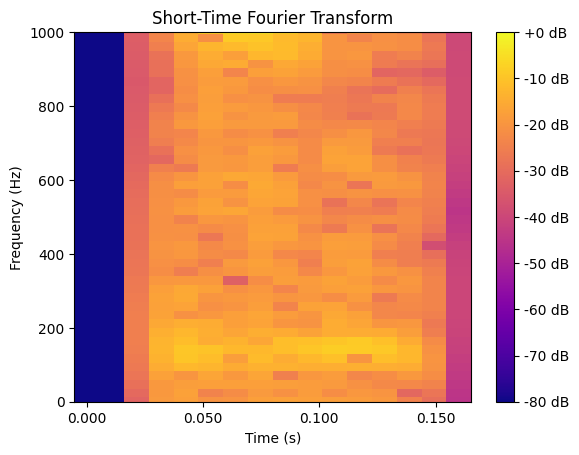 Short-Time Fourier Transform
1000
800
600
400
200
0
Frequency (Hz)
0.000
0.050
0.100
0.150
Time (s)
+0 dB
-10 dB
-20 dB
-30 dB
-40 dB
-50 dB
-60 dB
-70 dB
-80 dB